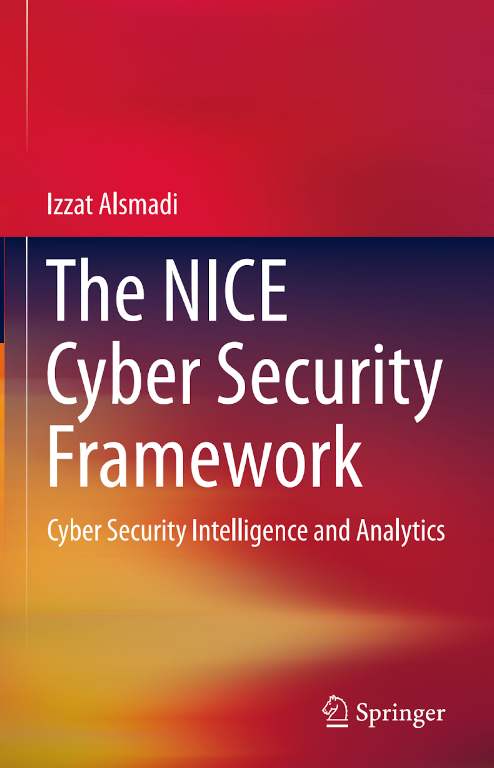 Izzat Alsmadi
The NICE
Cyber Security
Framework
Cyber Security Intelligence and Analytics
Springer